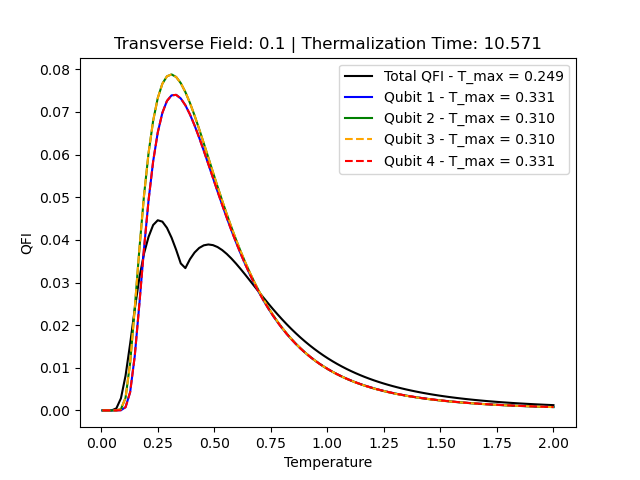 Transverse Field: 0.1 | Thermalization Time: 10.571
Total QFI - T_max = 0.249
Qubit 1 - T_max = 0.331
Qubit 2 - T_max = 0.310
Qubit 3 - T_max = 0.310
Qubit 4 - T_max = 0.331
QFI
0.08
0.07
0.06
0.05
0.04
0.03
0.02
0.01
0.00
0.00 0.25 0.50 0.75 1.00 1.25 1.50 1.75 2.00
Temperature